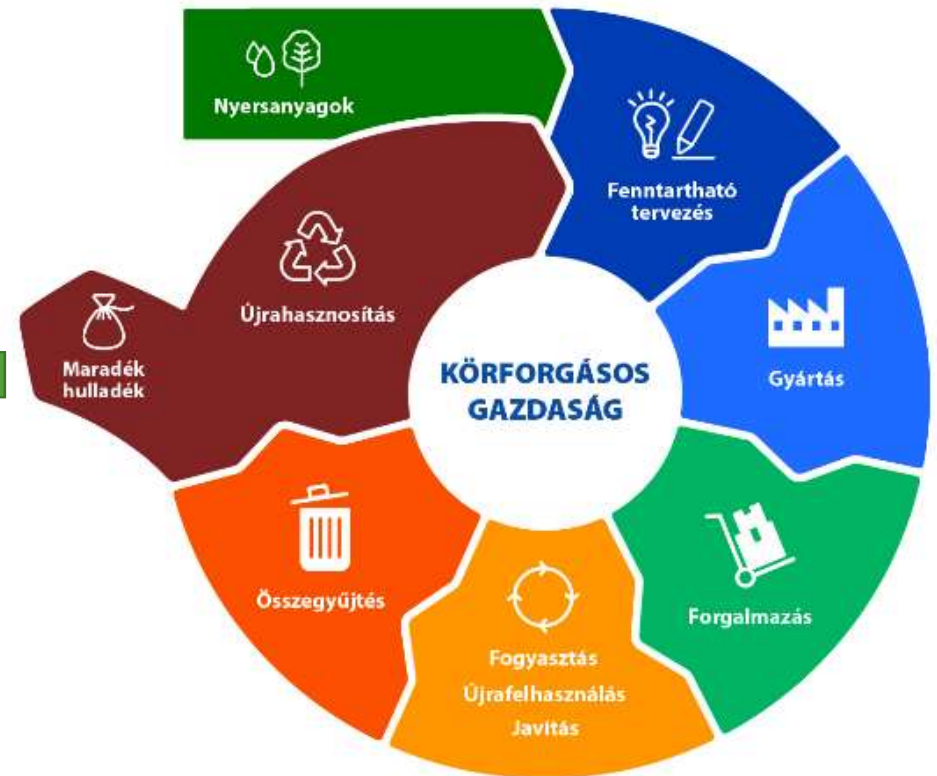 Nyersanyagok
Fenntartható
tervezés
Gyártás
Forgalmazás
Fogyasztás
Újrafelhasználás
Javítás
Összegyűjtés
Újrahasznosítás
Maradék
hulladék
KÖRFORGÁSOS
GAZDASÁG